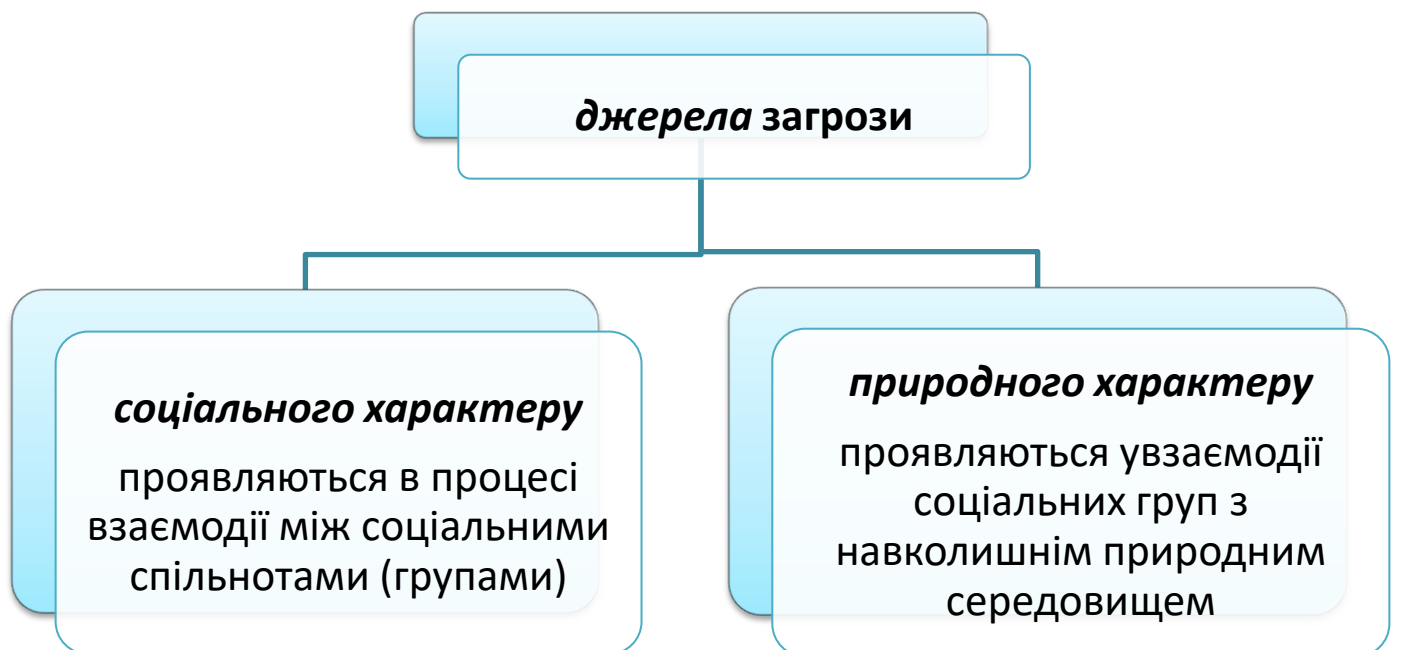 джерела загрози
соціального характеру
проявляються в процесі
взаємодії між соціальними
спільнотами (групами)
природного характеру
проявляються увзаємодії
соціальних груп з
навколишнім природним
середовищем